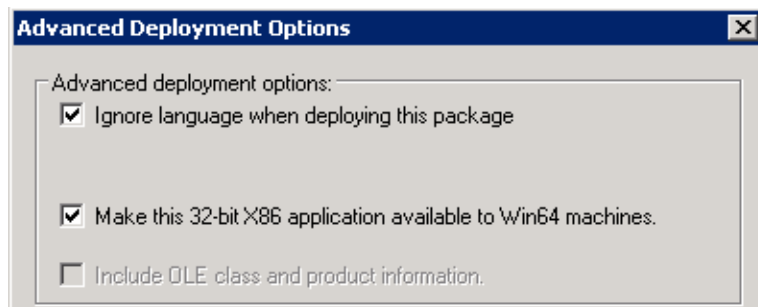 Advanced Deployment Options
Advanced deployment options:
Ignore language when deploying this package
Make this 32-bit X86 application available to Win64 machines.
Include OLE class and product information.